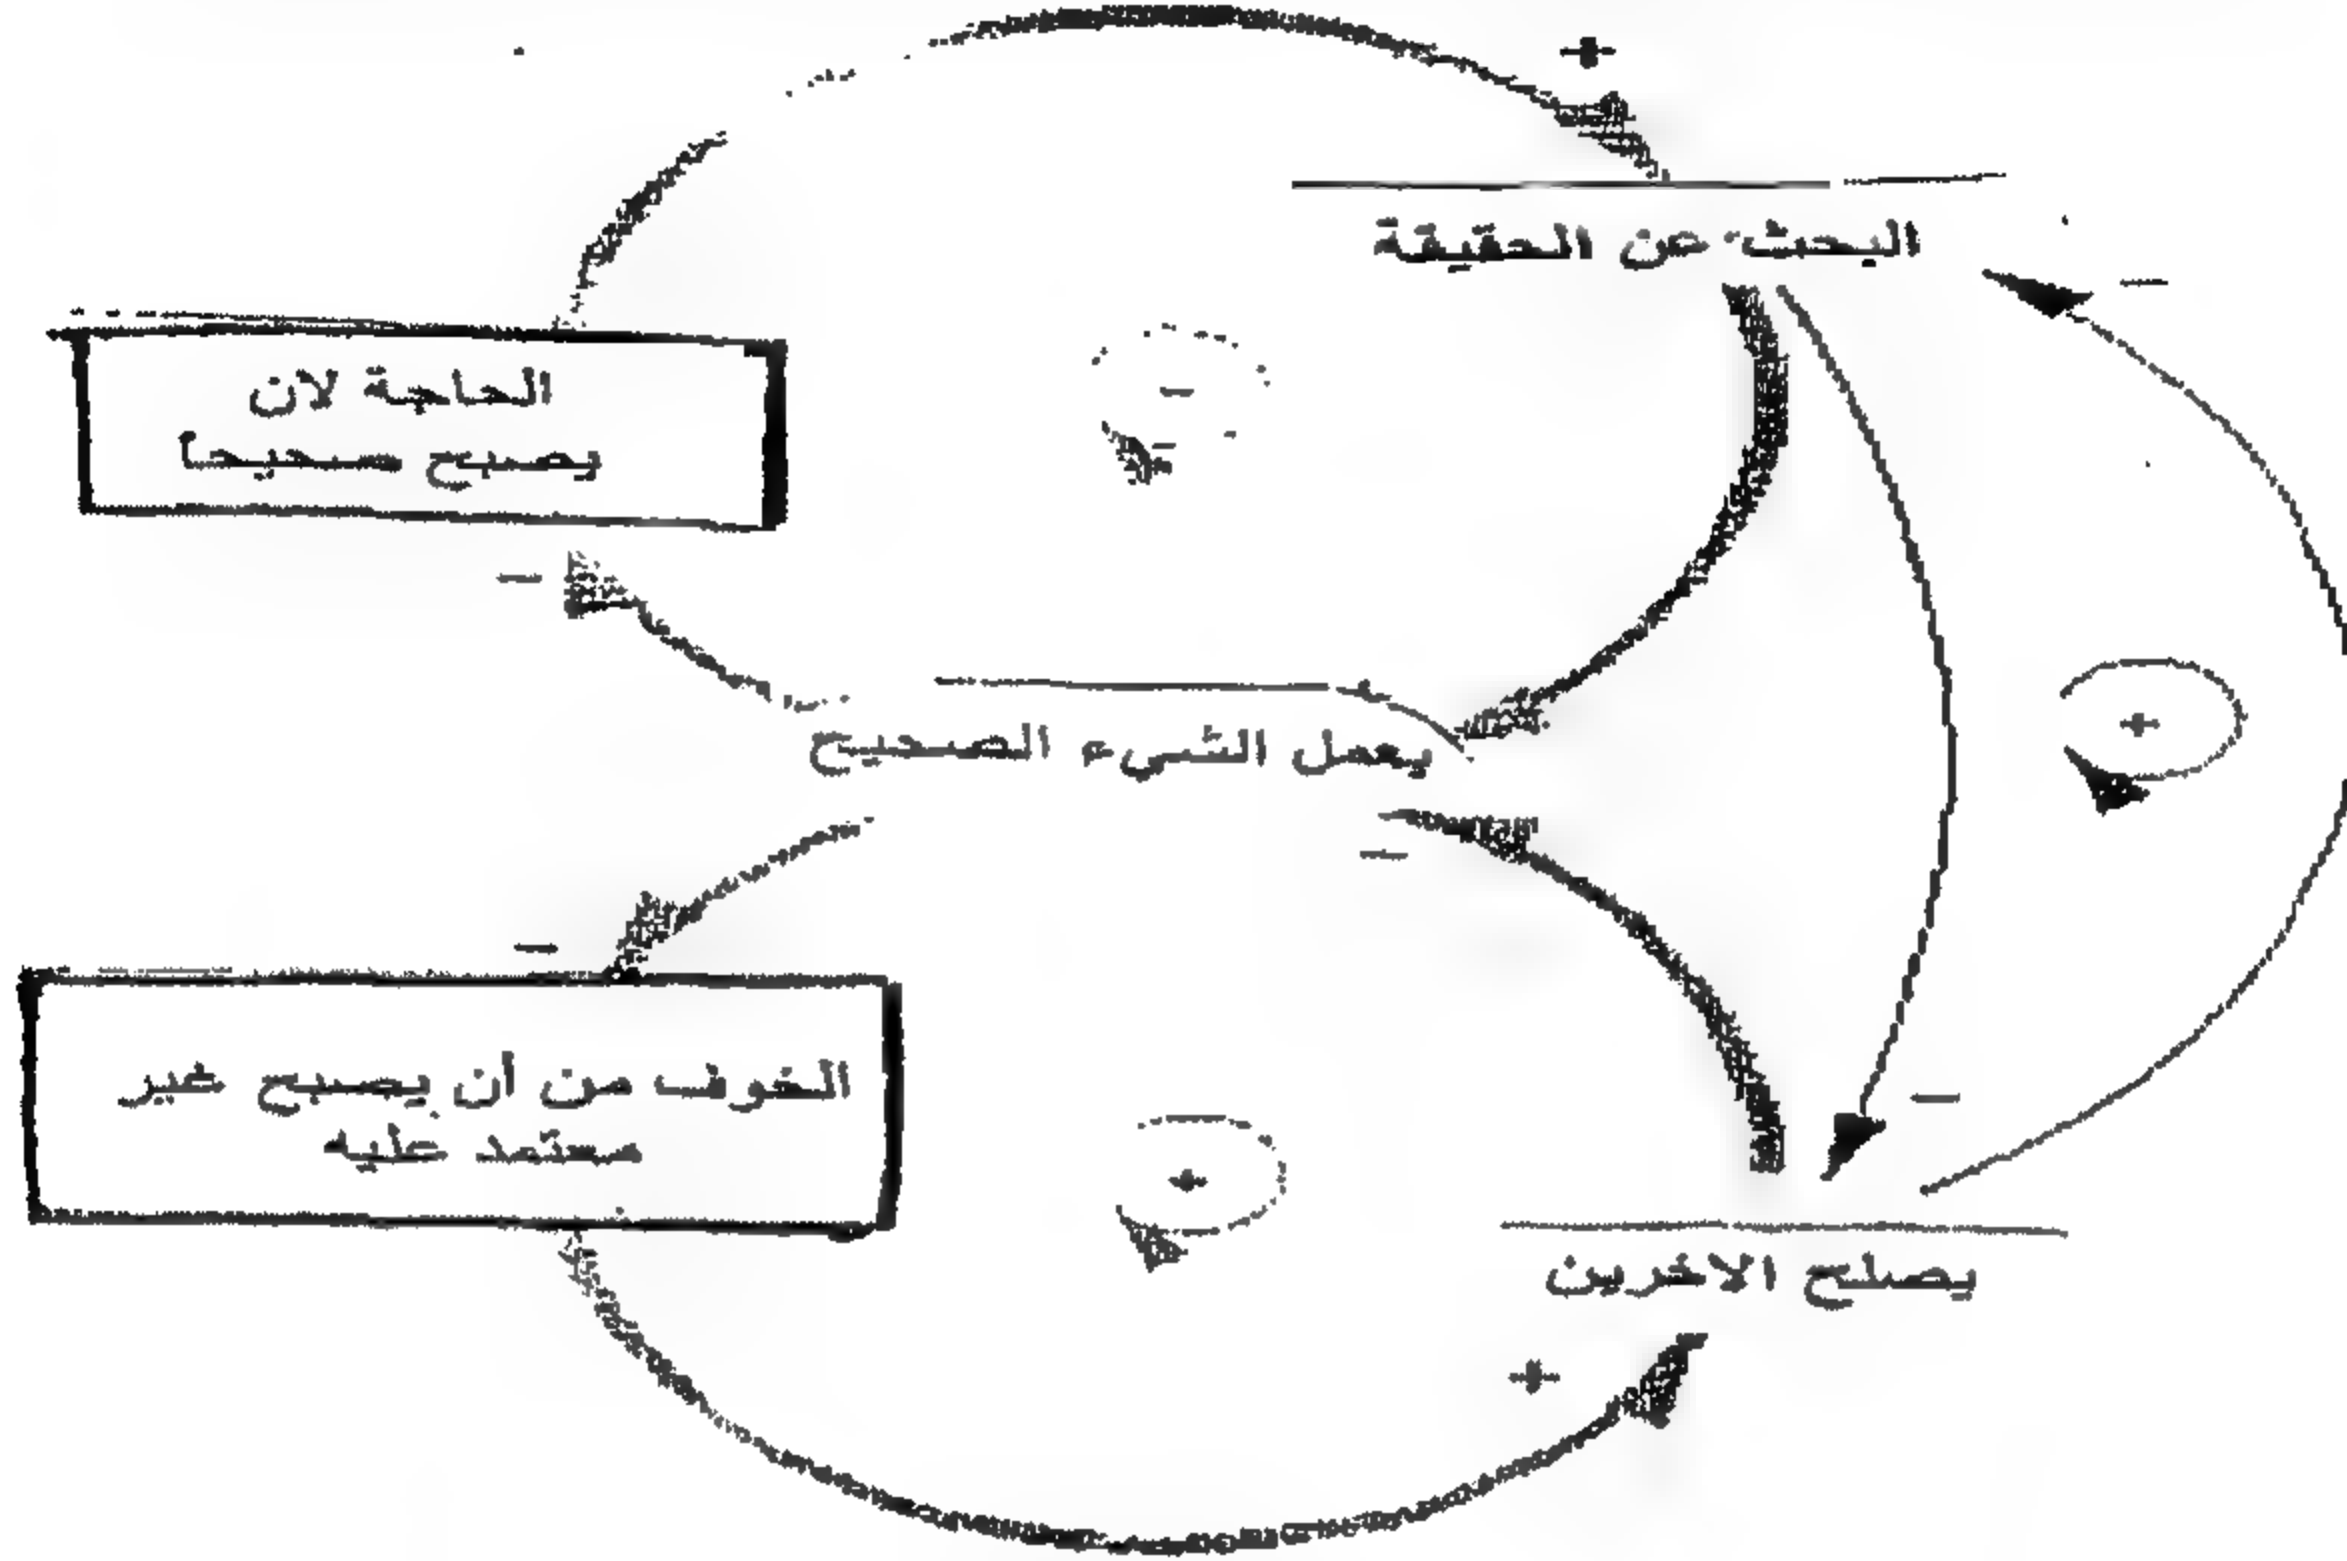 +
البحث عن الحقيقة
−
الحاجة لان
يصبح صحيحا
−
−
+
يعمل الشيء الصحيح
−
−
الخوف من أن يصبح غير
معتمد عليه
−
+
يصلح الاخرين
+